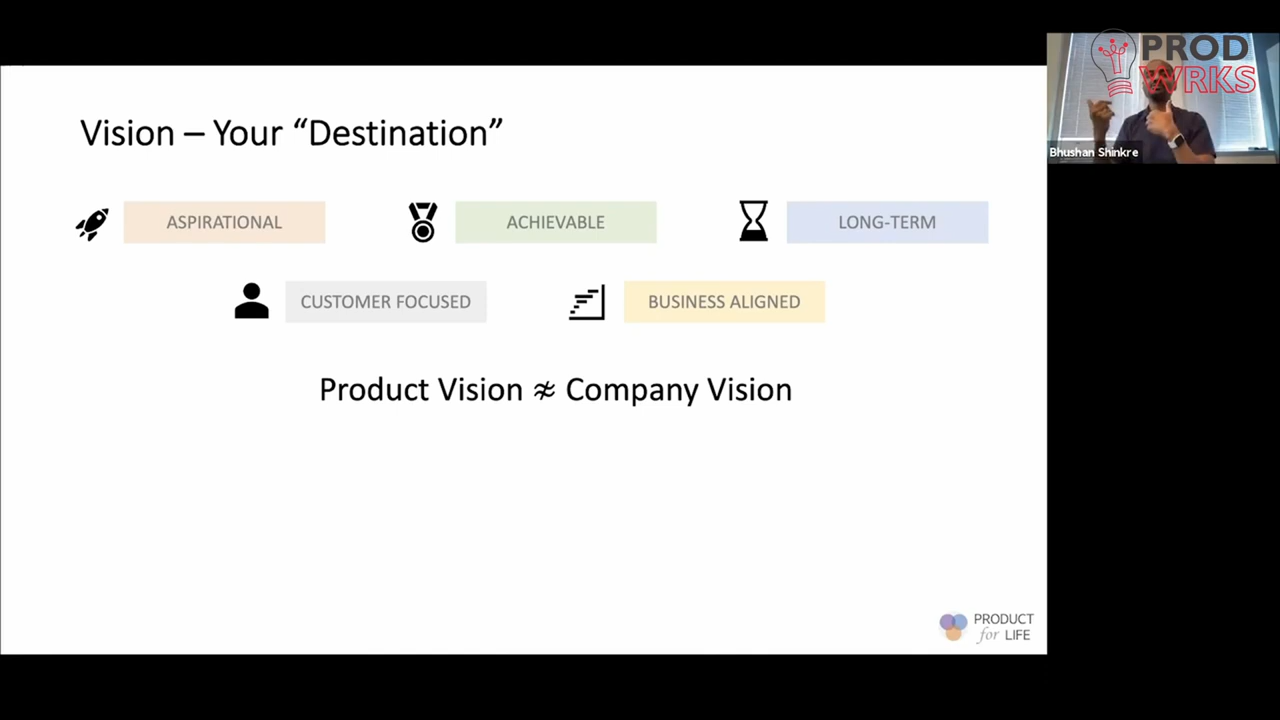 Vision – Your “Destination”
ASPIRATIONAL
ACHIEVABLE
LONG-TERM
CUSTOMER FOCUSED
BUSINESS ALIGNED
Product Vision ≉ Company Vision
PRODUCT
for LIFE
PROD
WRKS
Bhushan Shinkre